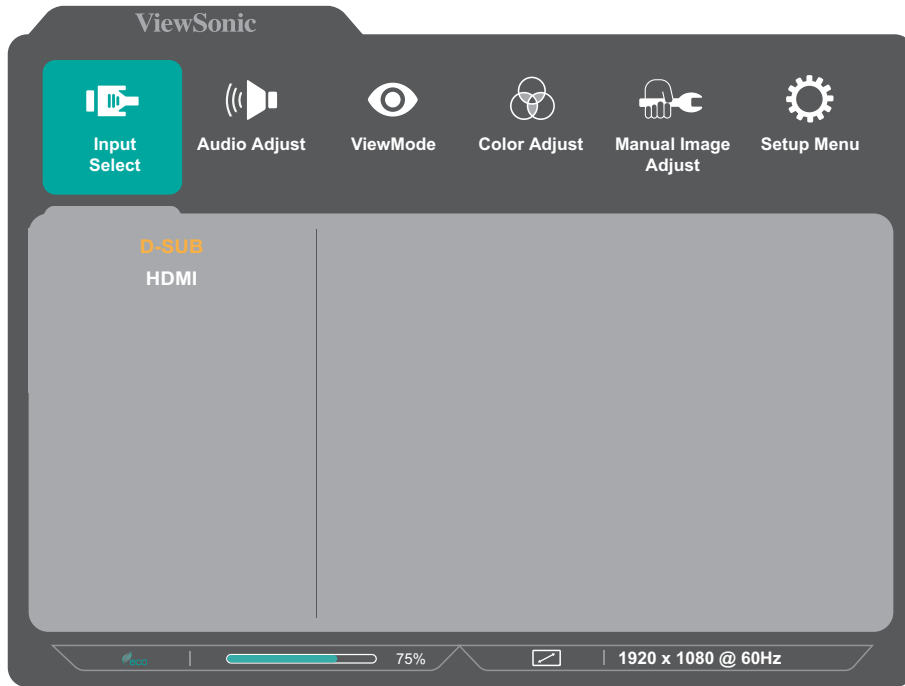 ViewSonic
Input
Select
Audio Adjust
ViewMode
Color Adjust
Manual Image
Adjust
Setup Menu
D-SUB
HDMI
eco
75%
1920 x 1080 @ 60Hz